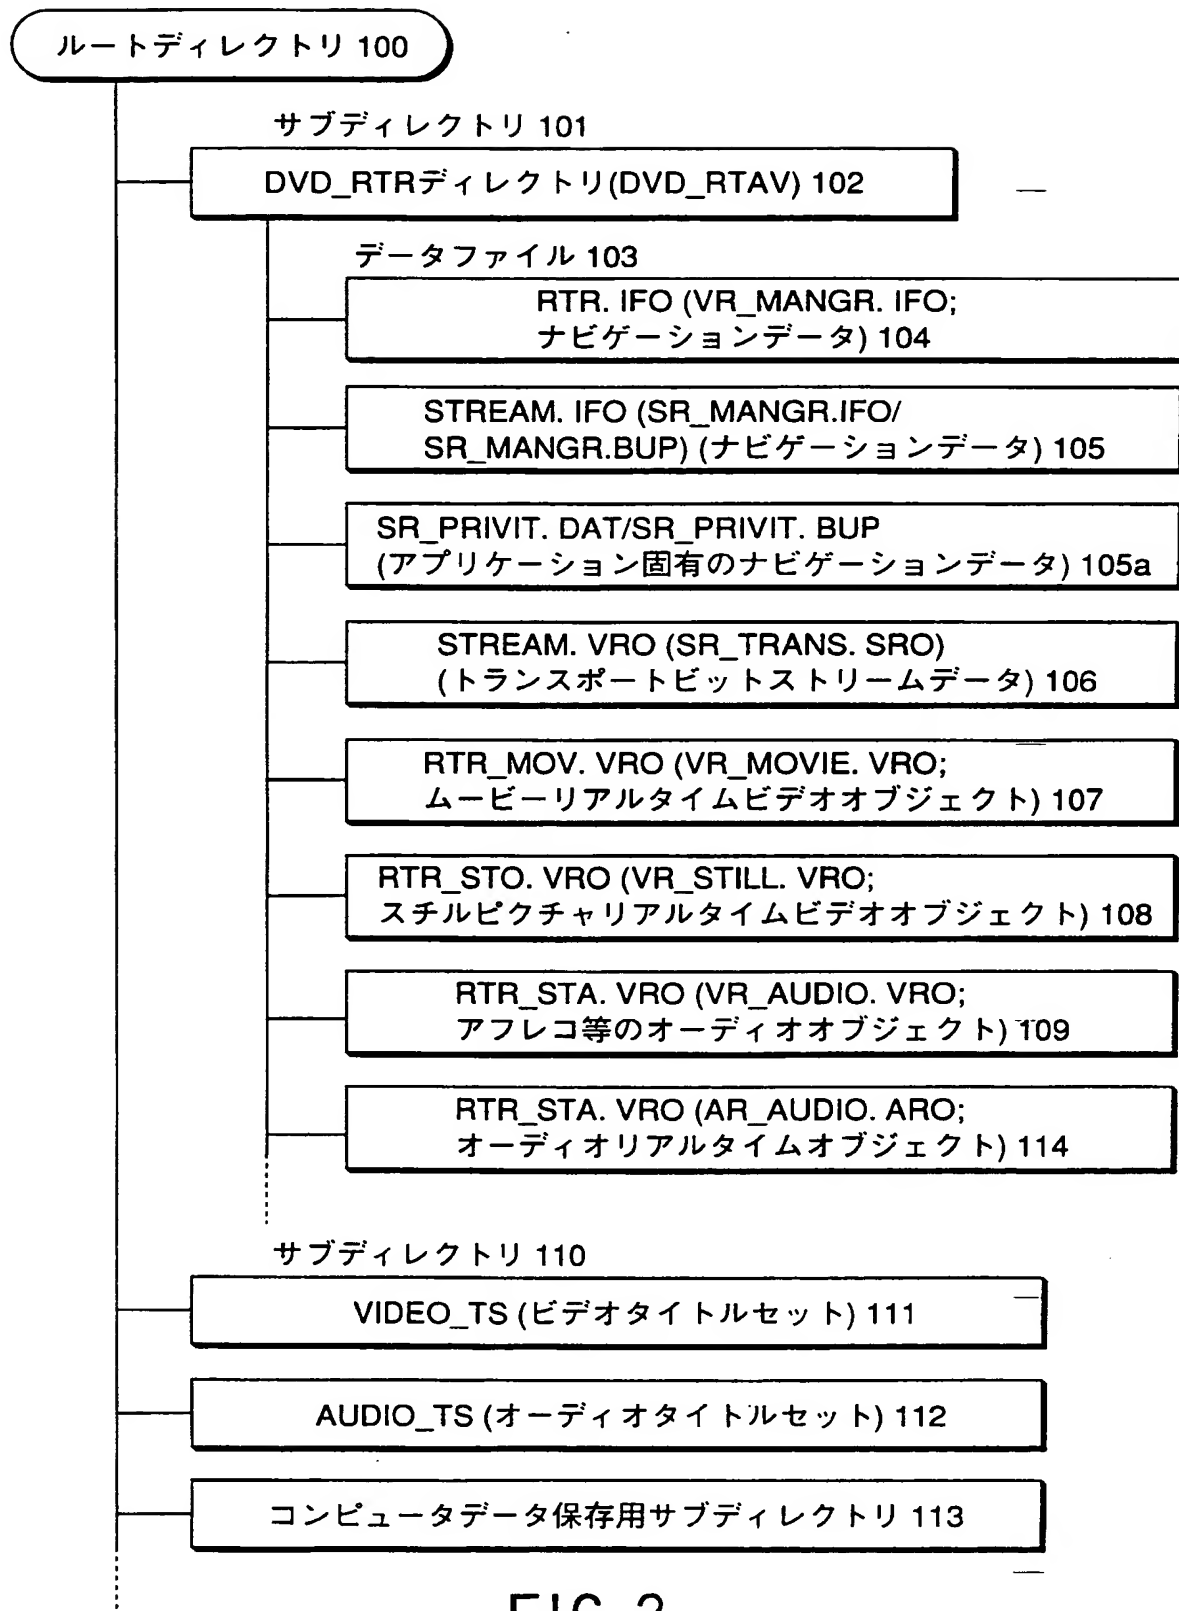 ルートディレクトリ 100
サブディレクトリ 101
DVD_RTRディレクトリ(DVD_RTAV) 102
データファイル 103
RTR. IFO (VR_MANGR. IFO;
ナビゲーションデータ) 104
STREAM. IFO (SR_MANGR.IFO/
SR_MANGR.BUP) (ナビゲーションデータ) 105
SR_PRIVIT. DAT/SR_PRIVIT. BUP
(アプリケーション固有のナビゲーションデータ) 105a
STREAM. VRO (SR_TRANS. SRO)
(トランスポートビットストリームデータ) 106
RTR_MOV. VRO (VR_MOVIE. VRO;
ムービーリアルタイムビデオオブジェクト) 107
RTR_STO. VRO (VR_STILL. VRO;
スチルピクチャリアルタイムビデオオブジェクト) 108
RTR_STA. VRO (VR_AUDIO. VRO;
アフレコ等のオーディオオブジェクト) 109
RTR_STA. VRO (AR_AUDIO. ARO;
オーディオリアルタイムオブジェクト) 114
サブディレクトリ 110
VIDEO_TS (ビデオタイトルセット) 111
AUDIO_TS (オーディオタイトルセット) 112
コンピュータデータ保存用サブディレクトリ 113
FIG. 2